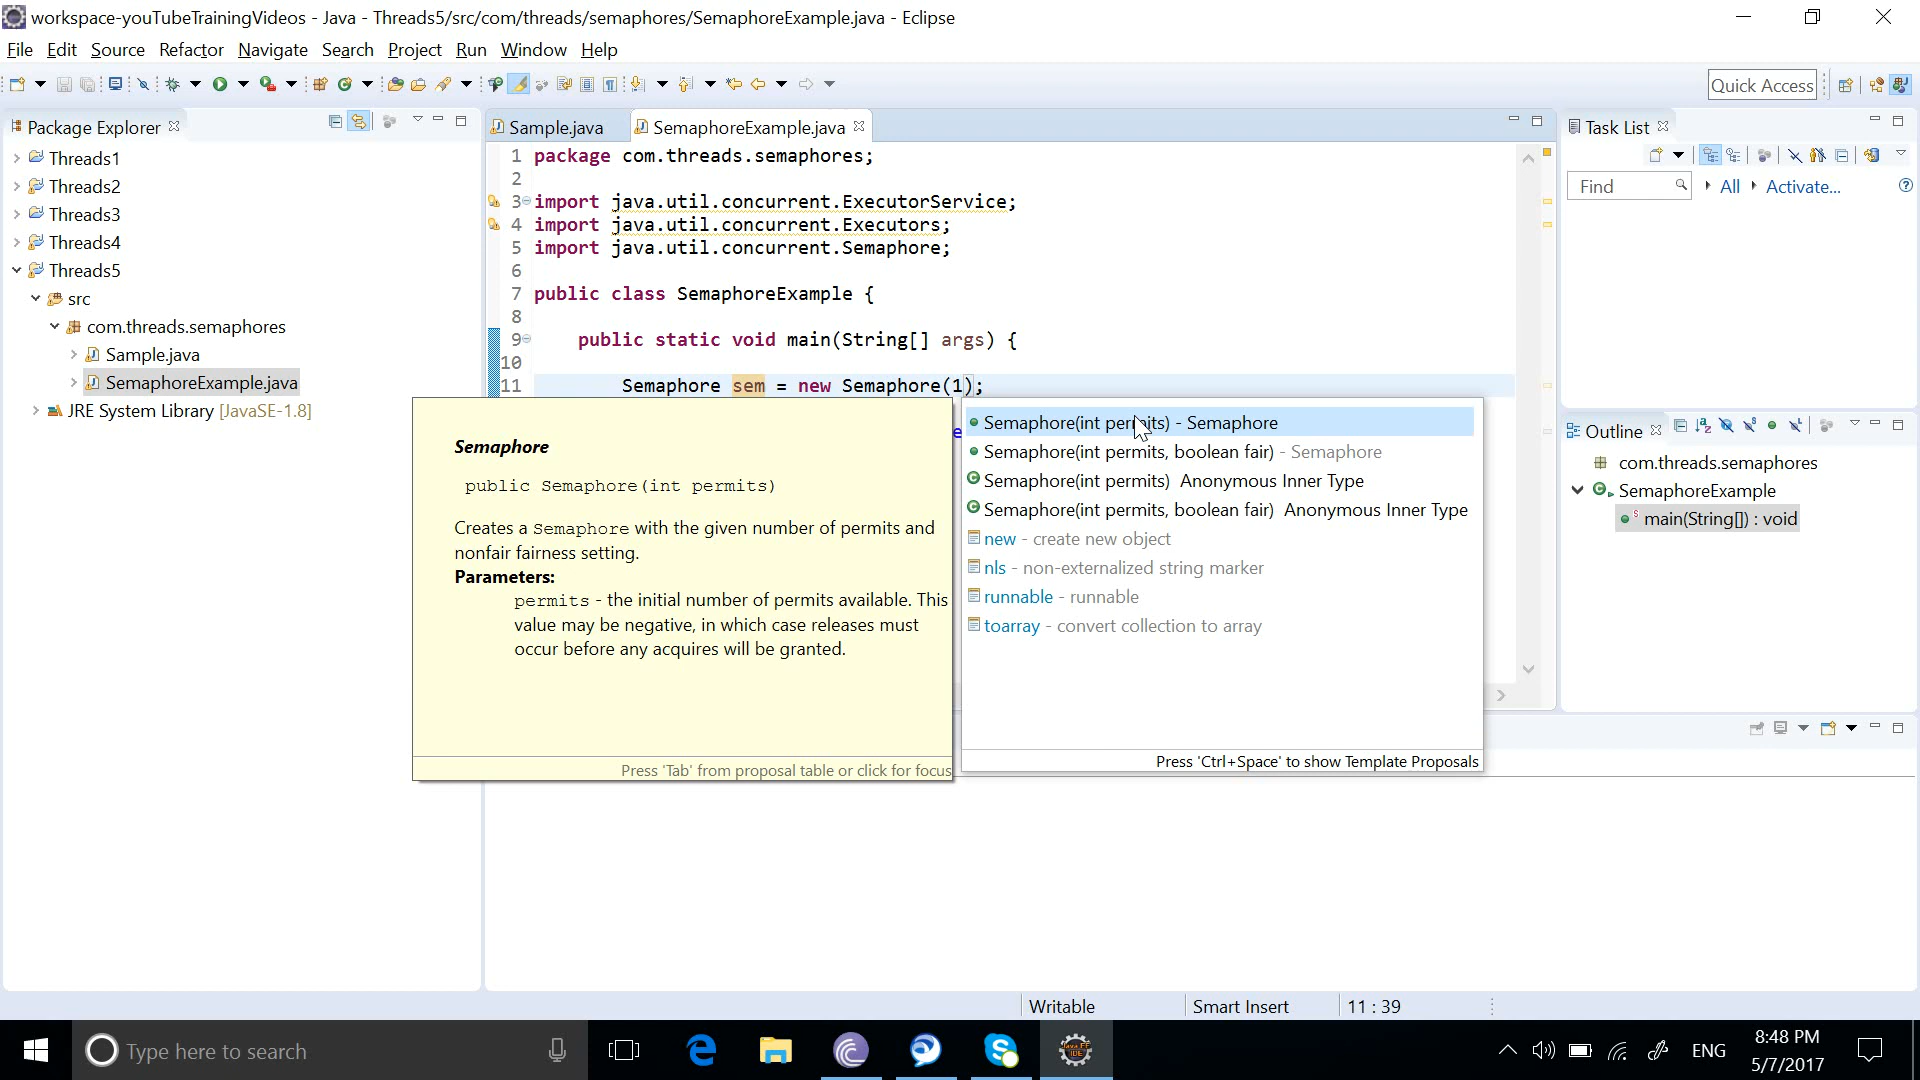 workspace-youTubeTrainingVideos - Java - Threads5/src/com/threads/semaphores/SemaphoreExample.java - Eclipse
File Edit Source Refactor Navigate Search Project Run Window Help
Quick Access
Package Explorer
Threads1
Threads2
Threads3
Threads4
Threads5
src
com.threads.semaphores
Sample.java
SemaphoreExample.java
JRE System Library [JavaSE-1.8]
Sample.java SemaphoreExample.java
1 package com.threads.semaphores;
2
3 import java.util.concurrent.ExecutorService;
4 import java.util.concurrent.Executors;
5 import java.util.concurrent.Semaphore;
6
7 public class SemaphoreExample {
8
9 public static void main(String[] args) {
10
11 Semaphore sem = new Semaphore(1);
e
Semaphore
public Semaphore(int permits)
Creates a Semaphore with the given number of permits and
nonfair fairness setting.
Parameters:
permits - the initial number of permits available. This
value may be negative, in which case releases must
occur before any acquires will be granted.
Press 'Tab' from proposal table or click for focus
Semaphore(int permits) - Semaphore
Semaphore(int permits, boolean fair) - Semaphore
Semaphore(int permits) Anonymous Inner Type
Semaphore(int permits, boolean fair) Anonymous Inner Type
new - create new object
nls - non-externalized string marker
runnable - runnable
toarray - convert collection to array
Press 'Ctrl+Space' to show Template Proposals
Task List
Find All Activate...
Outline
com.threads.semaphores
SemaphoreExample
main(String[]) : void
Writable Smart Insert 11 : 39
Type here to search
ENG
8:48 PM
5/7/2017